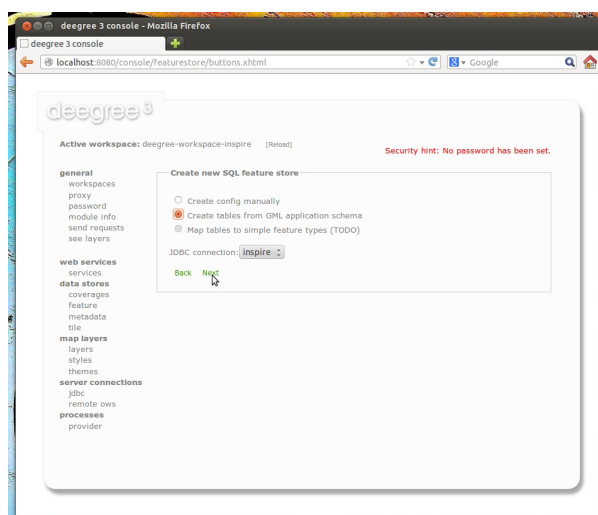 deegree 3 console - Mozilla Firefox
deegree 3 console
localhost:8080/console/featurestore/buttons.xhtml
Google
deegree 3
Active workspace: deegree-workspace-inspire [Reload]
Security hint: No password has been set.
general
workspaces
proxy
password
module info
send requests
see layers
web services
services
data stores
coverages
feature
metadata
tile
map layers
layers
styles
themes
server connections
jdbc
remote ows
processes
provider
Create new SQL feature store
Create config manually
Create tables from GML application schema
Map tables to simple feature types (TODO)
JDBC connection: inspire
Back Next